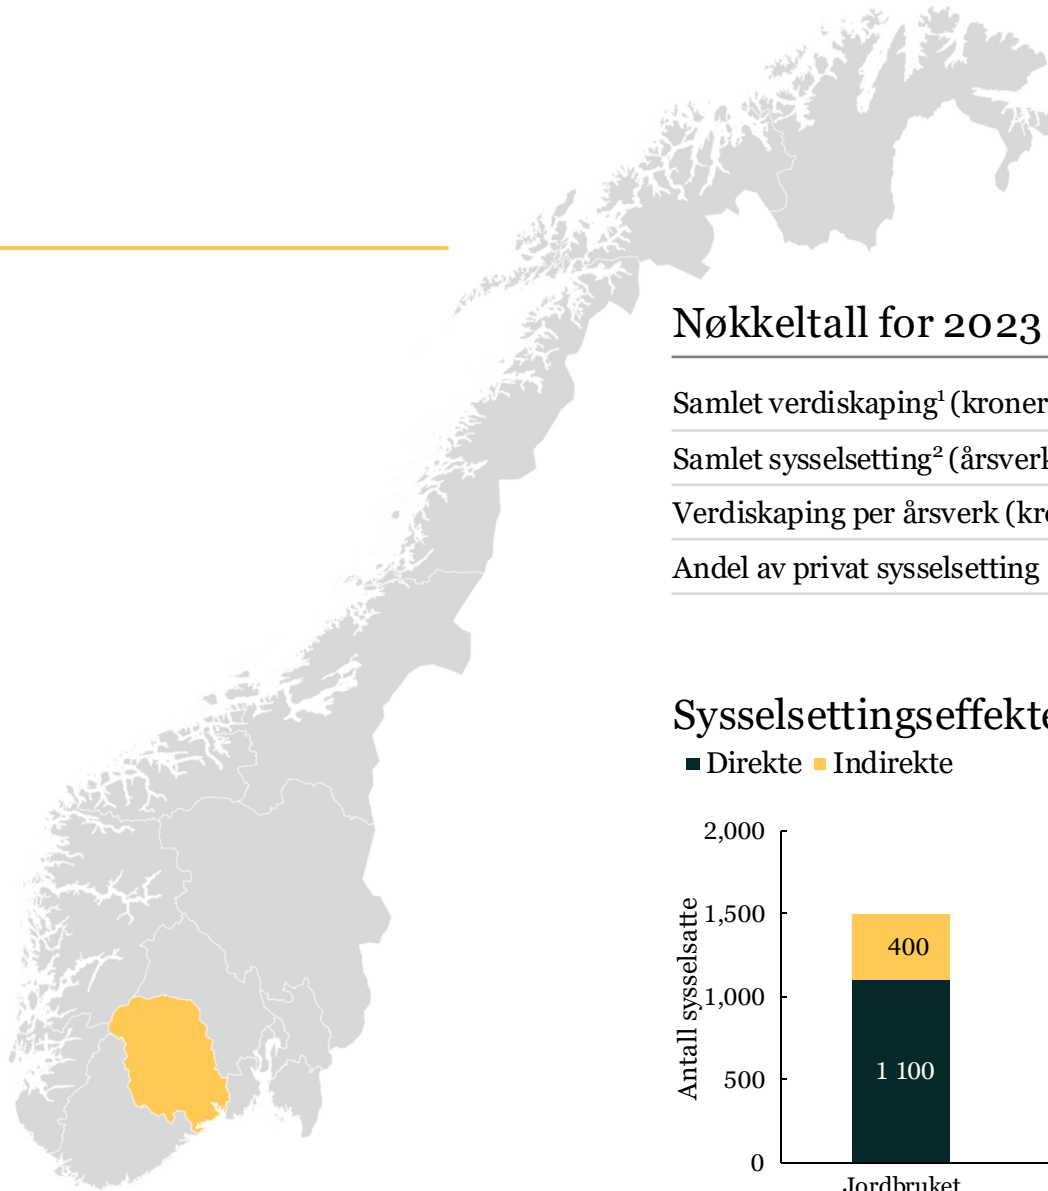 Nøkkeltall for 2023
Samlet verdiskaping¹ (kroner
Samlet sysselsetting² (årsverk
Verdiskaping per årsverk (kro
Andel av privat sysselsetting
Sysselsettingseffekte
Direkte Indirekte
Antall sysselsatte
2,000
1,500
1,000
500
0
400
1 100
Jordbruket